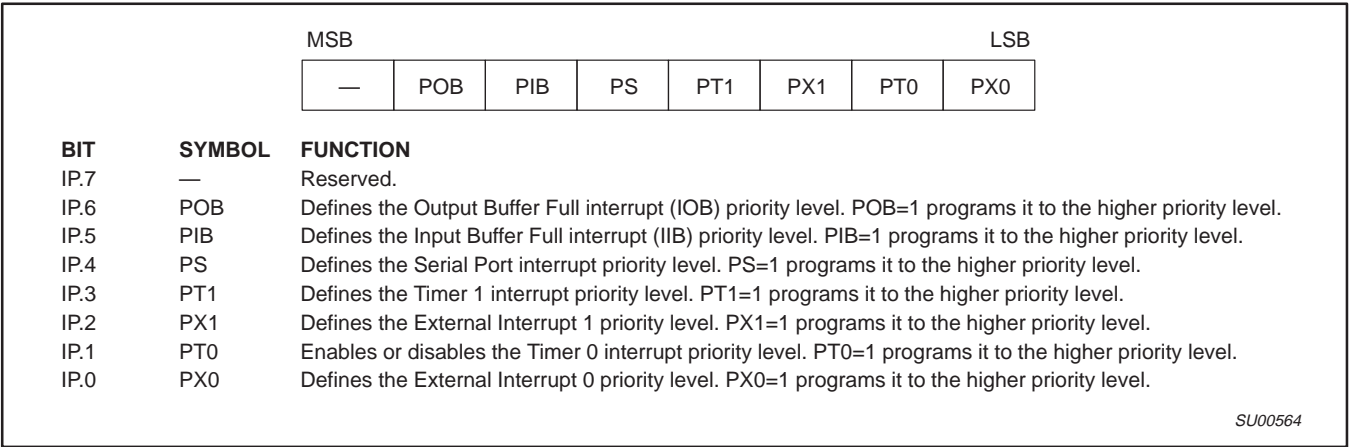 MSB LSB
— POB PIB PS PT1 PX1 PT0 PX0
BIT SYMBOL FUNCTION
IP.7 — Reserved.
IP.6 POB Defines the Output Buffer Full interrupt (IOB) priority level. POB=1 programs it to the higher priority level.
IP.5 PIB Defines the Input Buffer Full interrupt (IIB) priority level. PIB=1 programs it to the higher priority level.
IP.4 PS Defines the Serial Port interrupt priority level. PS=1 programs it to the higher priority level.
IP.3 PT1 Defines the Timer 1 interrupt priority level. PT1=1 programs it to the higher priority level.
IP.2 PX1 Defines the External Interrupt 1 priority level. PX1=1 programs it to the higher priority level.
IP.1 PT0 Enables or disables the Timer 0 interrupt priority level. PT0=1 programs it to the higher priority level.
IP.0 PX0 Defines the External Interrupt 0 priority level. PX0=1 programs it to the higher priority level.
SU00564